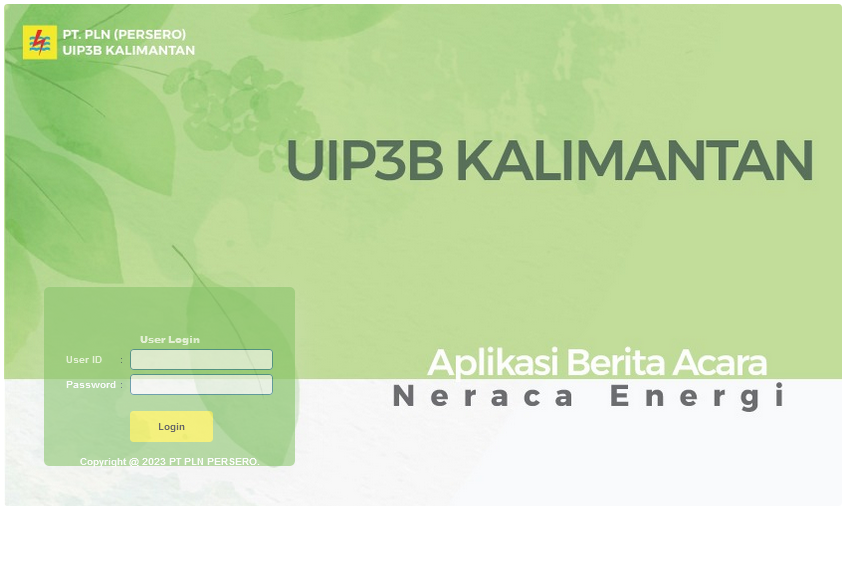 PT. PLN (PERSERO)
UIP3B KALIMANTAN
UIP3B KALIMANTAN
User Login
User ID :
Password :
Login
Copyright @ 2023 PT PLN PERSERO.
Aplikasi Berita Acara
Neraca Energi